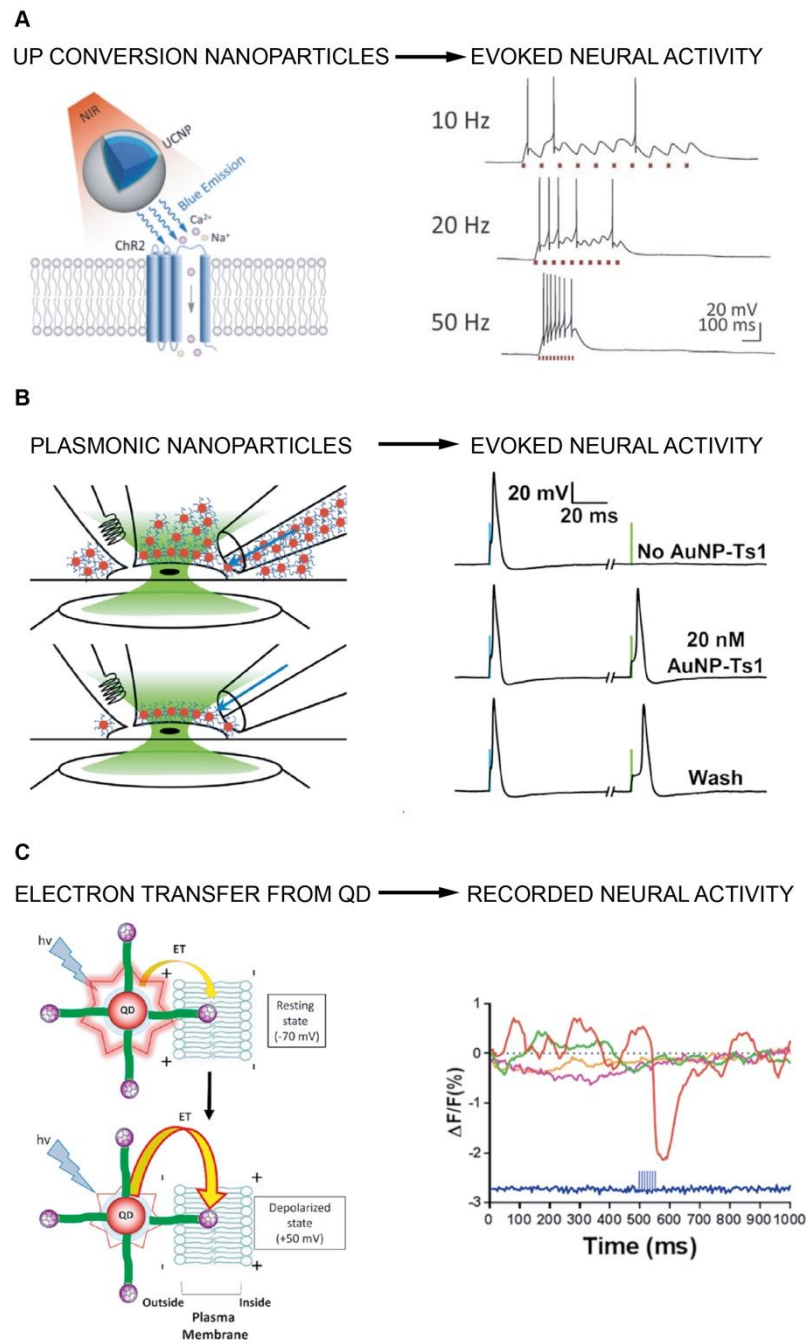 A
UP CONVERSION NANOPARTICLES
EVOKED NEURAL ACTIVITY
NIR
UCNP
Blue Emission
Ca²⁺
Na⁺
ChR2
10 Hz
20 Hz
50 Hz
20 mV
100 ms
B
PLASMONIC NANOPARTICLES
EVOKED NEURAL ACTIVITY
20 mV
20 ms
No AuNP-Ts1
20 nM
AuNP-Ts1
Wash
C
ELECTRON TRANSFER FROM QD
RECORDED NEURAL ACTIVITY
hν
ET
+ -
QD
Resting
state
(-70 mV)
+ -
ET
hν
- +
QD
Depolarized
state
(+50 mV)
- +
Outside Inside
Plasma
Membrane
ΔF/F(%)
1
0
-1
-2
-3
0 100 200 300 400 500 600 700 800 900 1000
Time (ms)